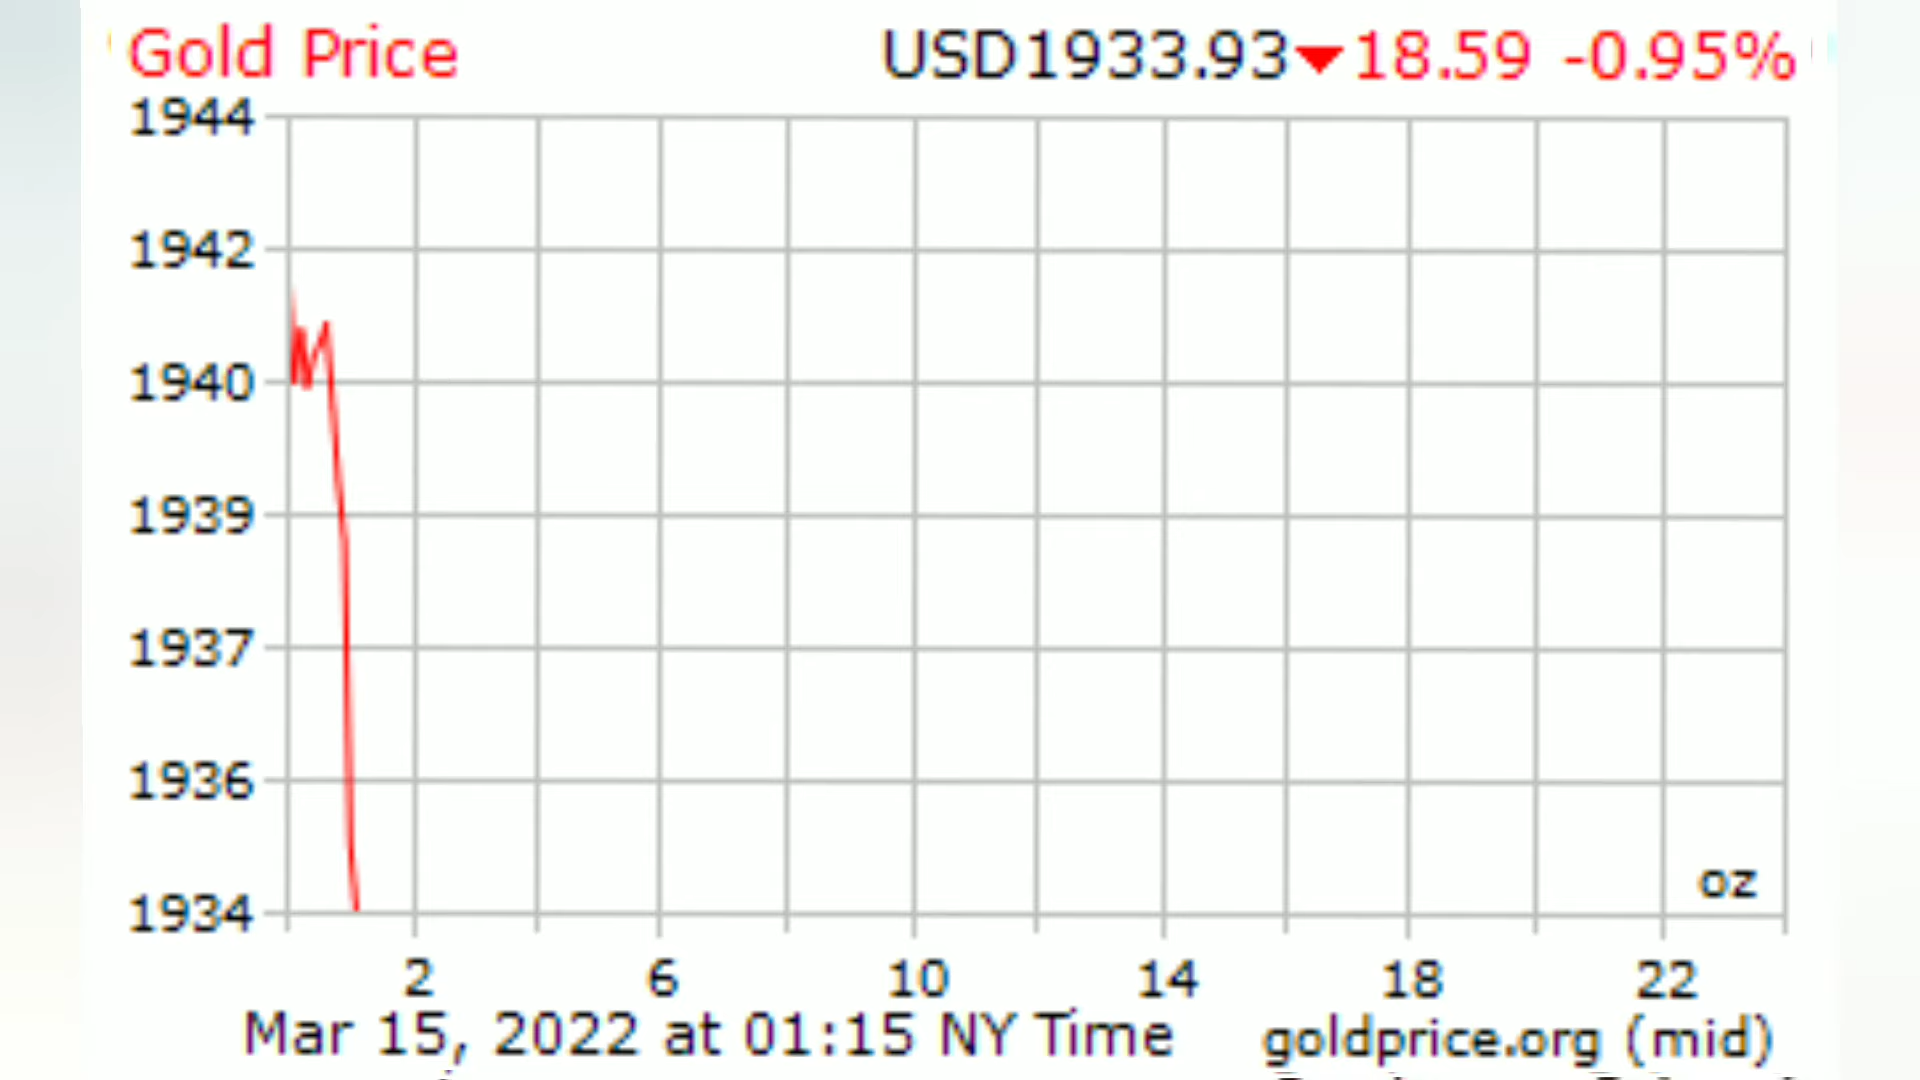 Gold Price USD1933.93▼18.59 -0.95%
1944
1942
1940
1939
1937
1936
1934
oz
2 6 10 14 18 22
Mar 15, 2022 at 01:15 NY Time goldprice.org (mid)